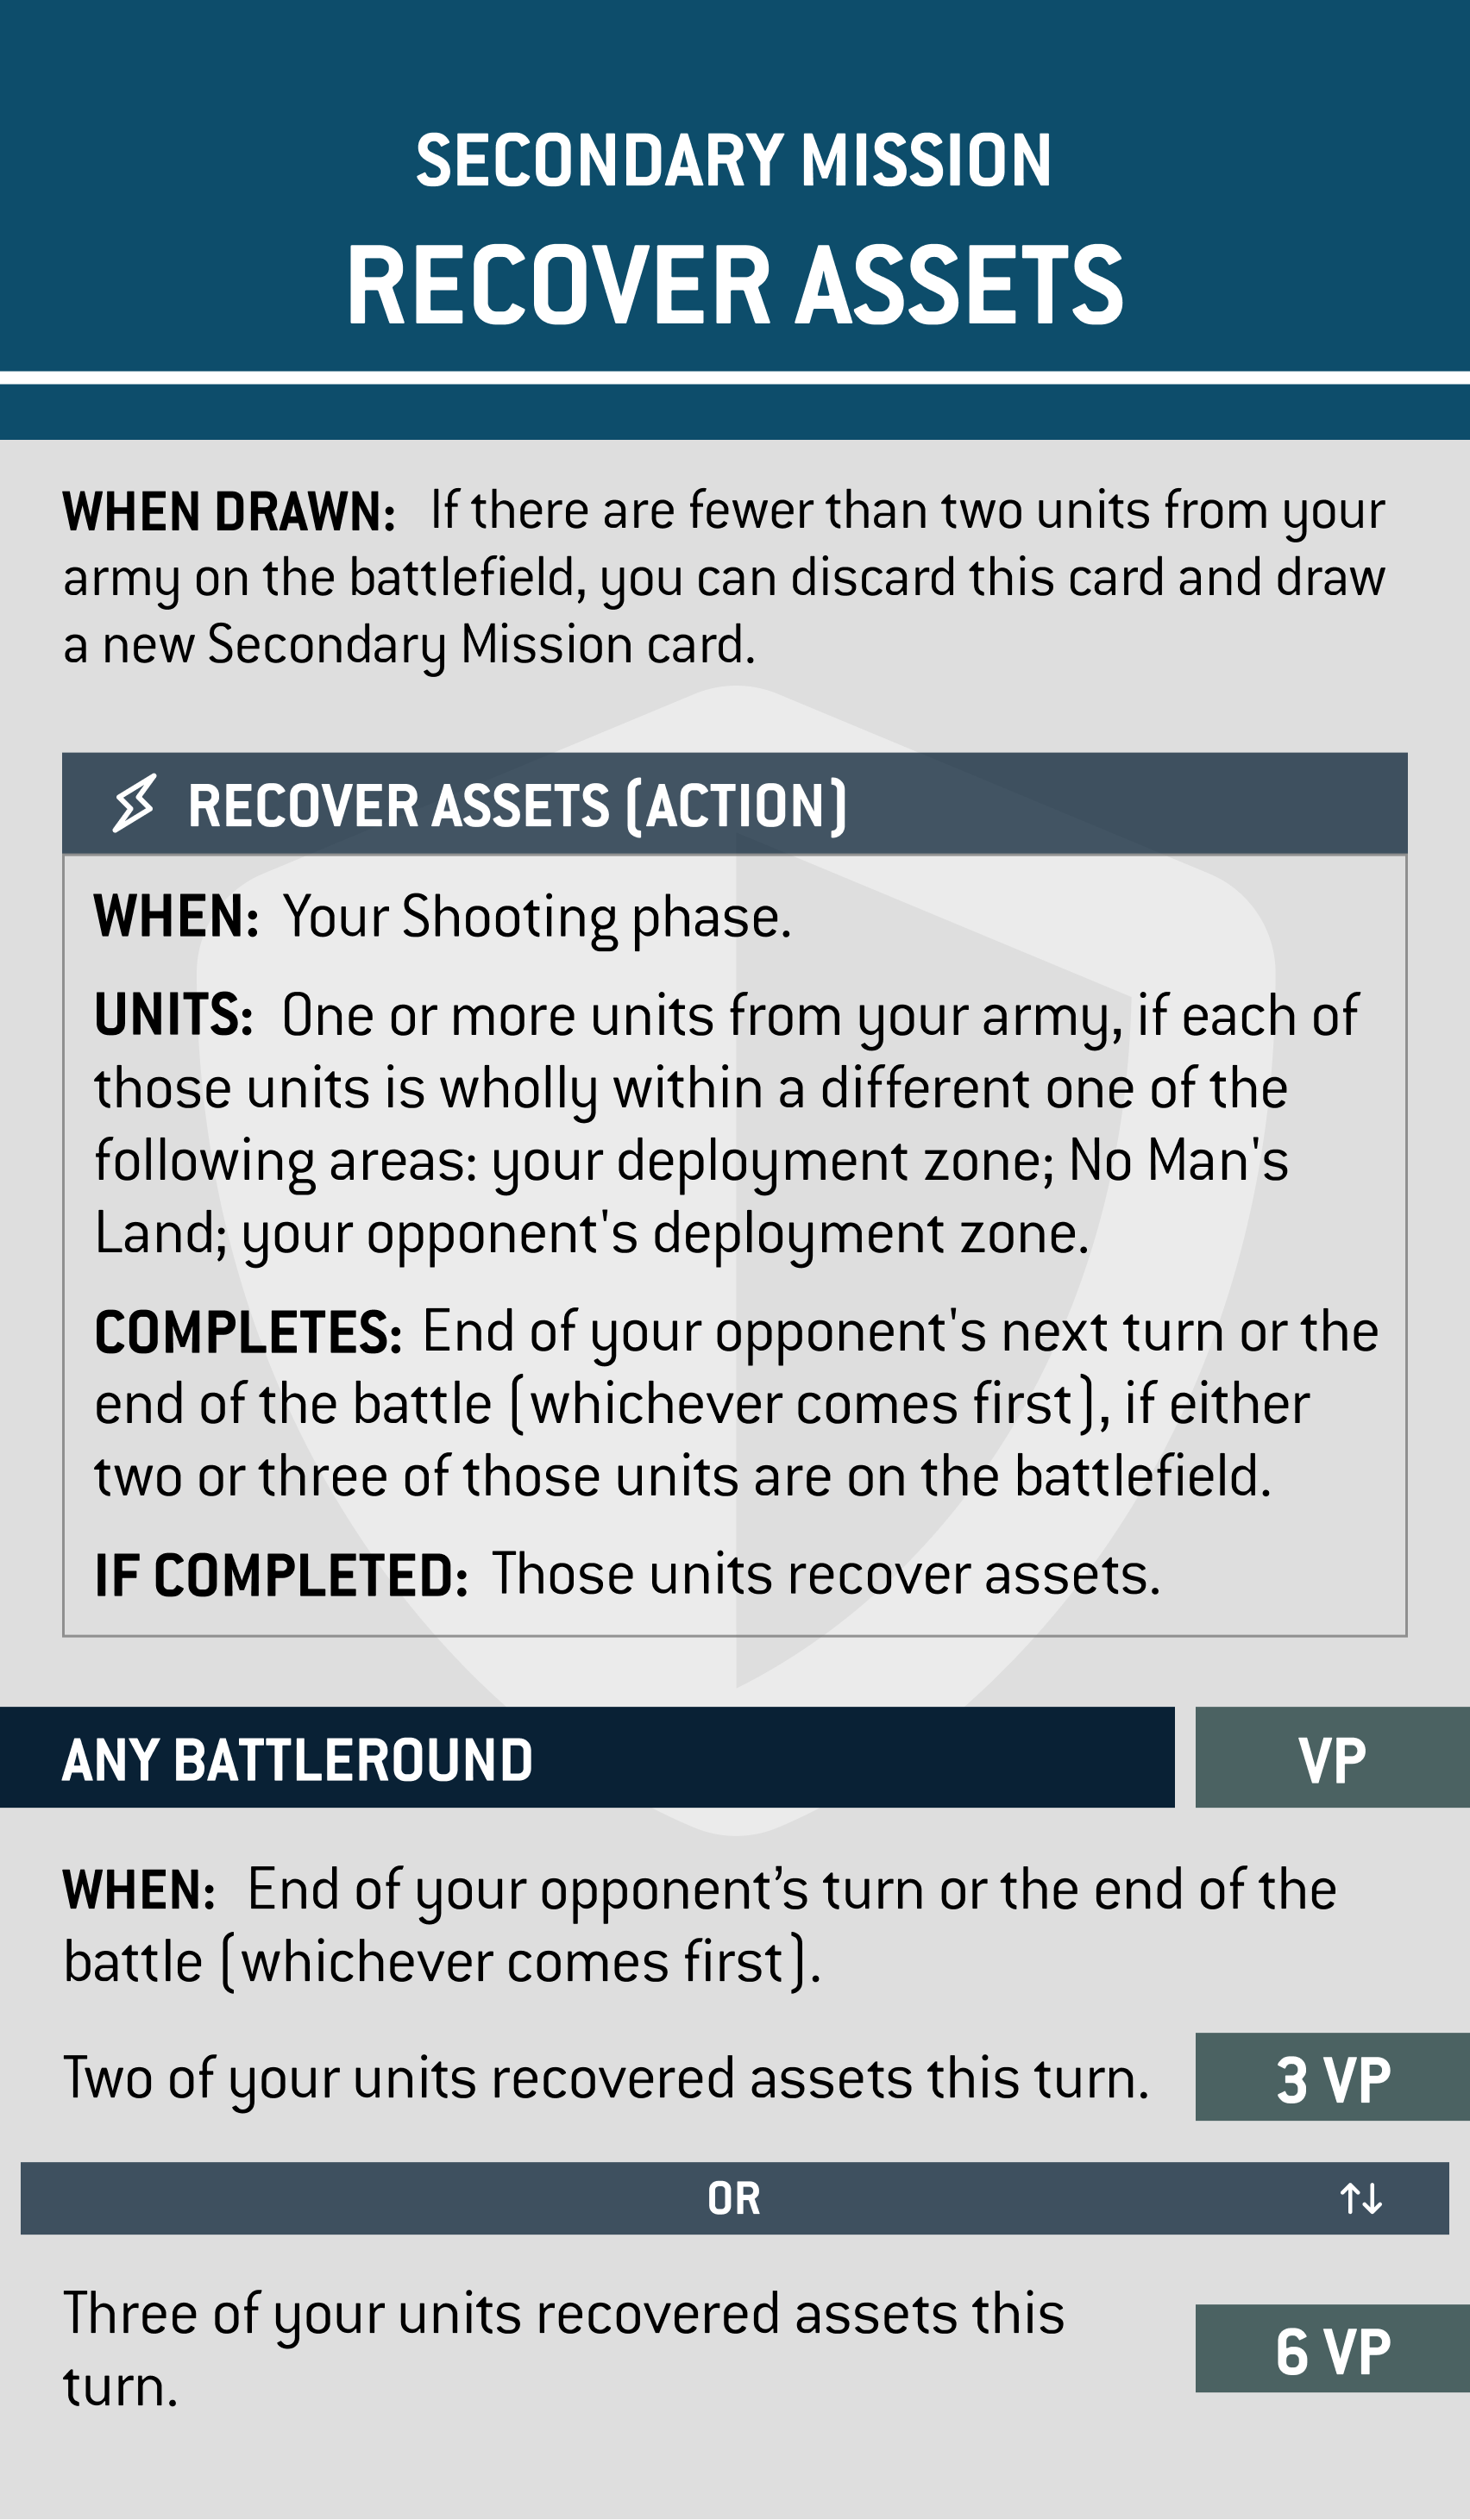 SECONDARY MISSION
RECOVER ASSETS
WHEN DRAWN: If there are fewer than two units from your
army on the battlefield, you can discard this card and draw
a new Secondary Mission card.
RECOVER ASSETS (ACTION)
WHEN: Your Shooting phase.
UNITS: One or more units from your army, if each of
those units is wholly within a different one of the
following areas: your deployment zone; No Man's
Land; your opponent's deployment zone.
COMPLETES: End of your opponent's next turn or the
end of the battle (whichever comes first), if either
two or three of those units are on the battlefield.
IF COMPLETED: Those units recover assets.
ANY BATTLEROUND VP
WHEN: End of your opponent’s turn or the end of the
battle (whichever comes first).
Two of your units recovered assets this turn. 3 VP
OR ↑↓
Three of your units recovered assets this
turn. 6 VP